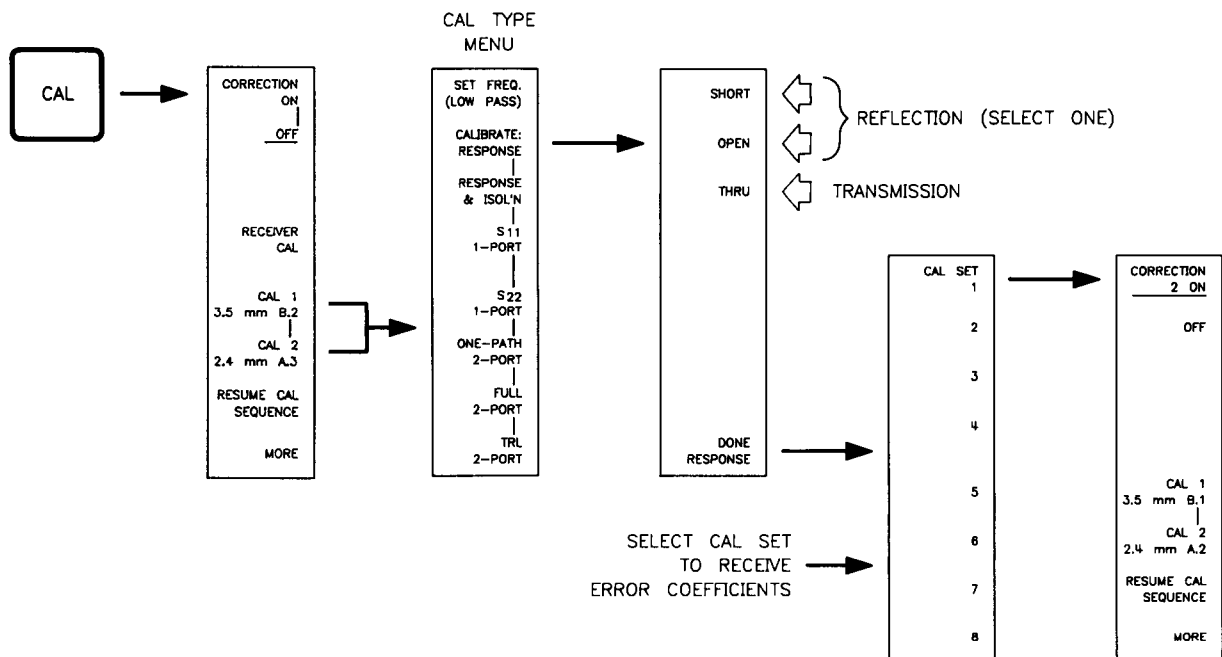 CAL TYPE
MENU
CAL
CORRECTION
ON
OFF
RECEIVER
CAL
CAL 1
3.5 mm B.2
CAL 2
2.4 mm A.3
RESUME CAL
SEQUENCE
MORE
SET FREQ.
(LOW PASS)
CALIBRATE:
RESPONSE
RESPONSE
& ISOL'N
S11
1-PORT
S22
1-PORT
ONE-PATH
2-PORT
FULL
2-PORT
TRL
2-PORT
SHORT
OPEN
REFLECTION (SELECT ONE)
THRU
TRANSMISSION
DONE
RESPONSE
SELECT CAL SET
TO RECEIVE
ERROR COEFFICIENTS
CAL SET
1
2
3
4
5
6
7
8
CORRECTION
2 ON
OFF
CAL 1
3.5 mm B.1
CAL 2
2.4 mm A.2
RESUME CAL
SEQUENCE
MORE